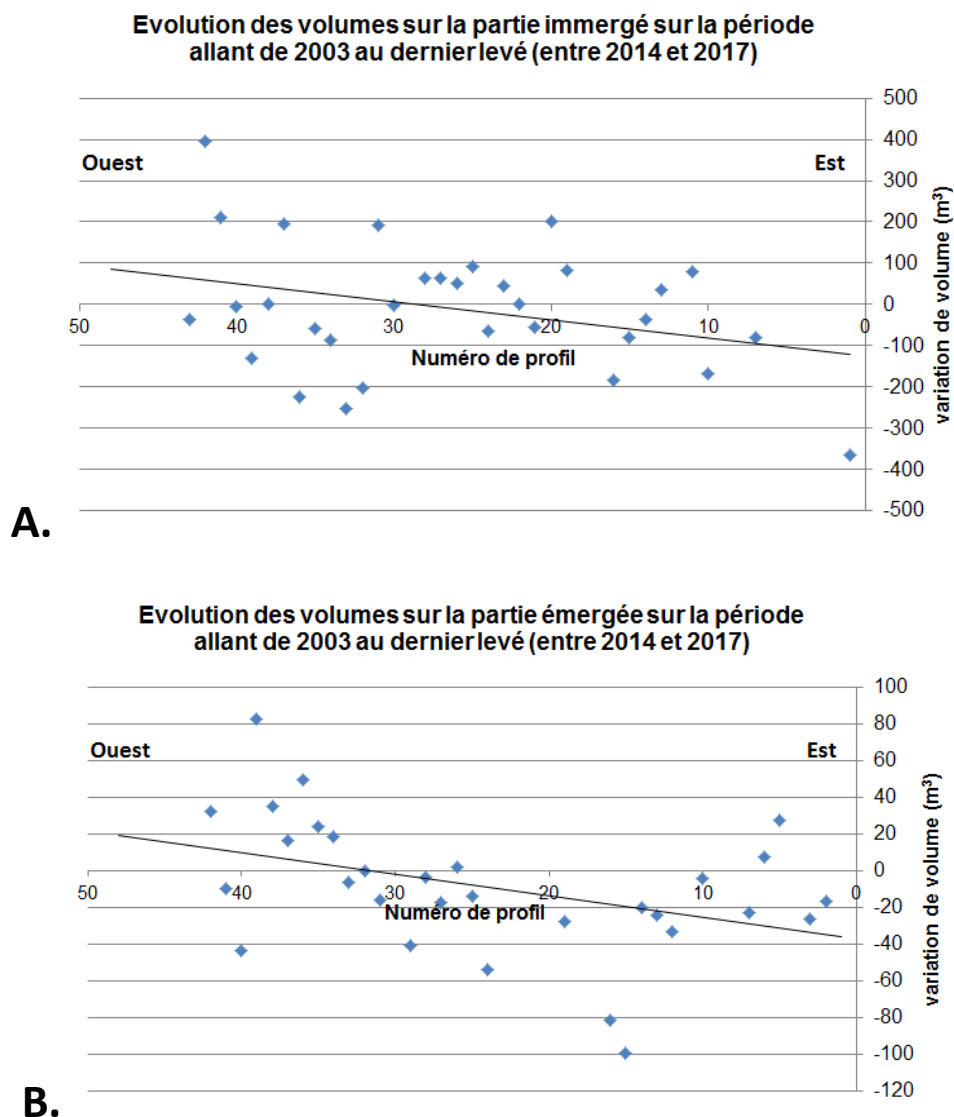 Evolution des volumes sur la partie immergé sur la période
allant de 2003 au dernier levé (entre 2014 et 2017)
500
400
Ouest
Est
300
200
100
0
50
40
30
20
10
0
Numéro de profil
-100
-200
-300
-400
-500
variation de volume (m³)
A.
Evolution des volumes sur la partie émergée sur la période
allant de 2003 au dernier levé (entre 2014 et 2017)
100
80
Ouest
Est
60
40
20
0
50
40
30
20
10
0
Numéro de profil
-20
-40
-60
-80
-100
-120
variation de volume (m³)
B.